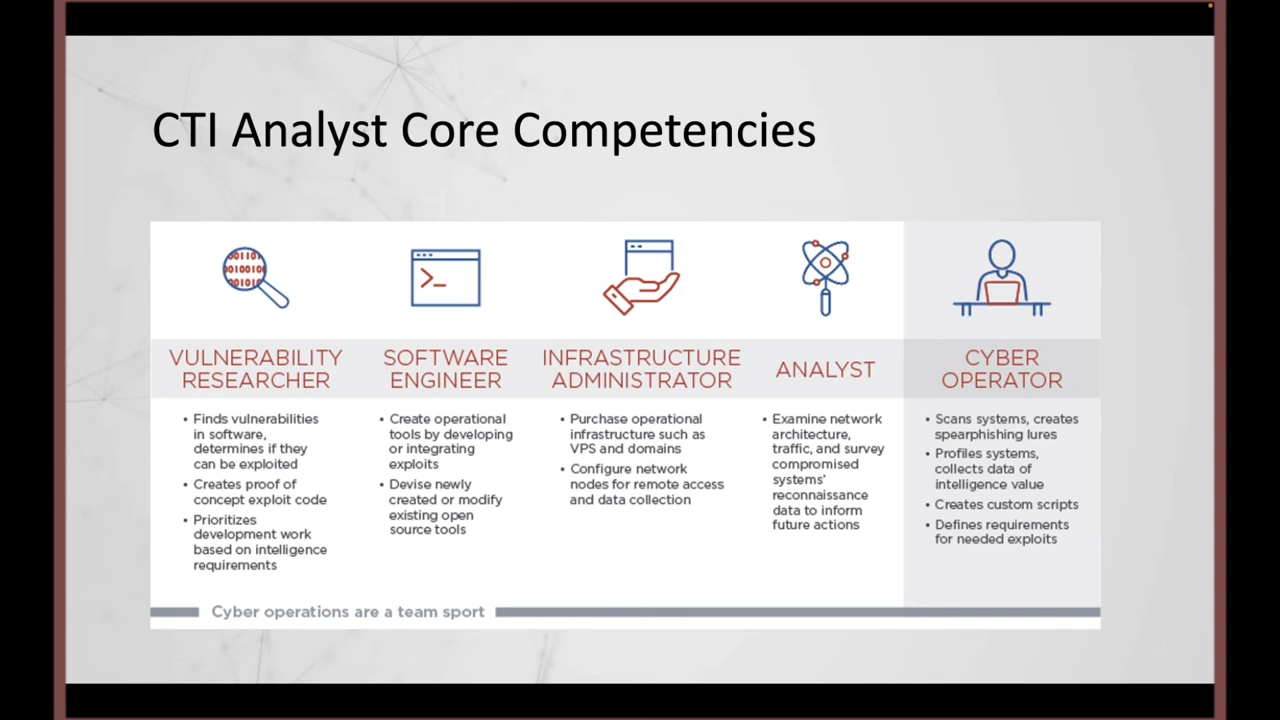 CTI Analyst Core Competencies
00110
00100100
001010
VULNERABILITY
RESEARCHER
• Finds vulnerabilities
in software,
determines if they
can be exploited
• Creates proof of
concept exploit code
• Prioritizes
development work
based on intelligence
requirements
SOFTWARE
ENGINEER
• Create operational
tools by developing
or integrating
exploits
• Devise newly
created or modify
existing open
source tools
INFRASTRUCTURE
ADMINISTRATOR
• Purchase operational
infrastructure such as
VPS and domains
• Configure network
nodes for remote access
and data collection
ANALYST
• Examine network
architecture,
traffic, and survey
compromised
systems’
reconnaissance
data to inform
future actions
CYBER
OPERATOR
• Scans systems, creates
spearphishing lures
• Profiles systems,
collects data of
intelligence value
• Creates custom scripts
• Defines requirements
for needed exploits
Cyber operations are a team sport